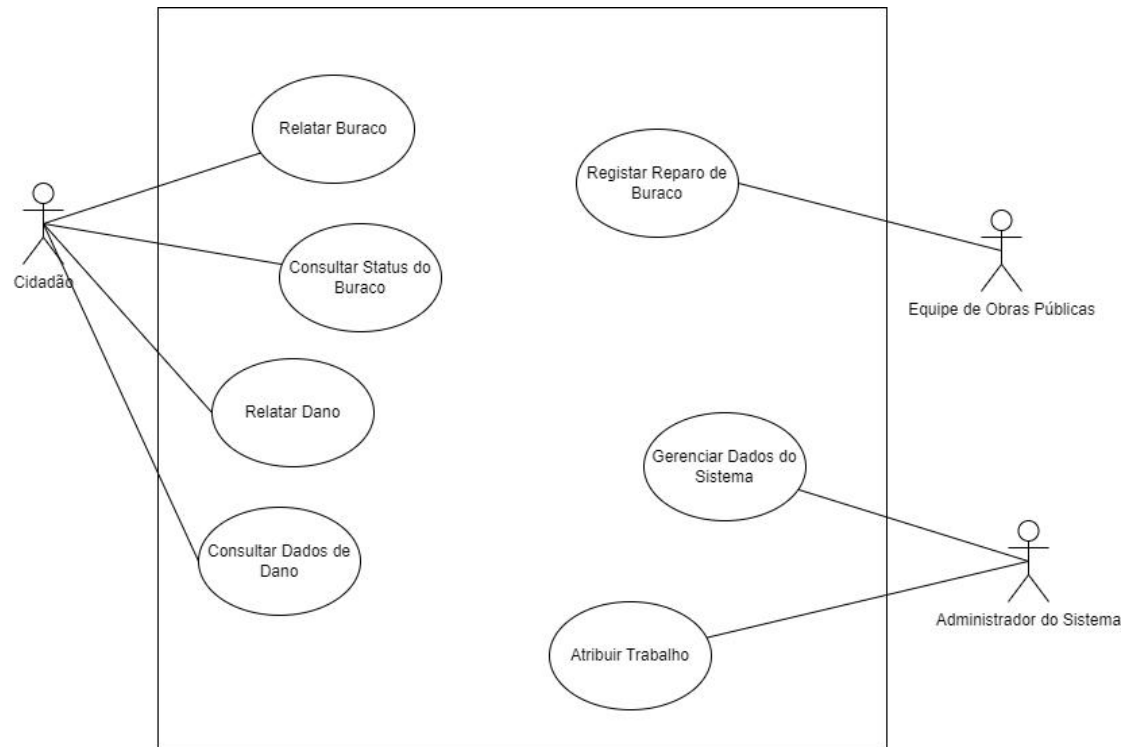 Relatar Buraco
Registar Reparo de
Buraco
Cidadão
Consultar Status do
Buraco
Equipe de Obras Públicas
Relatar Dano
Gerenciar Dados do
Sistema
Consultar Dados de
Dano
Administrador do Sistema
Atribuir Trabalho